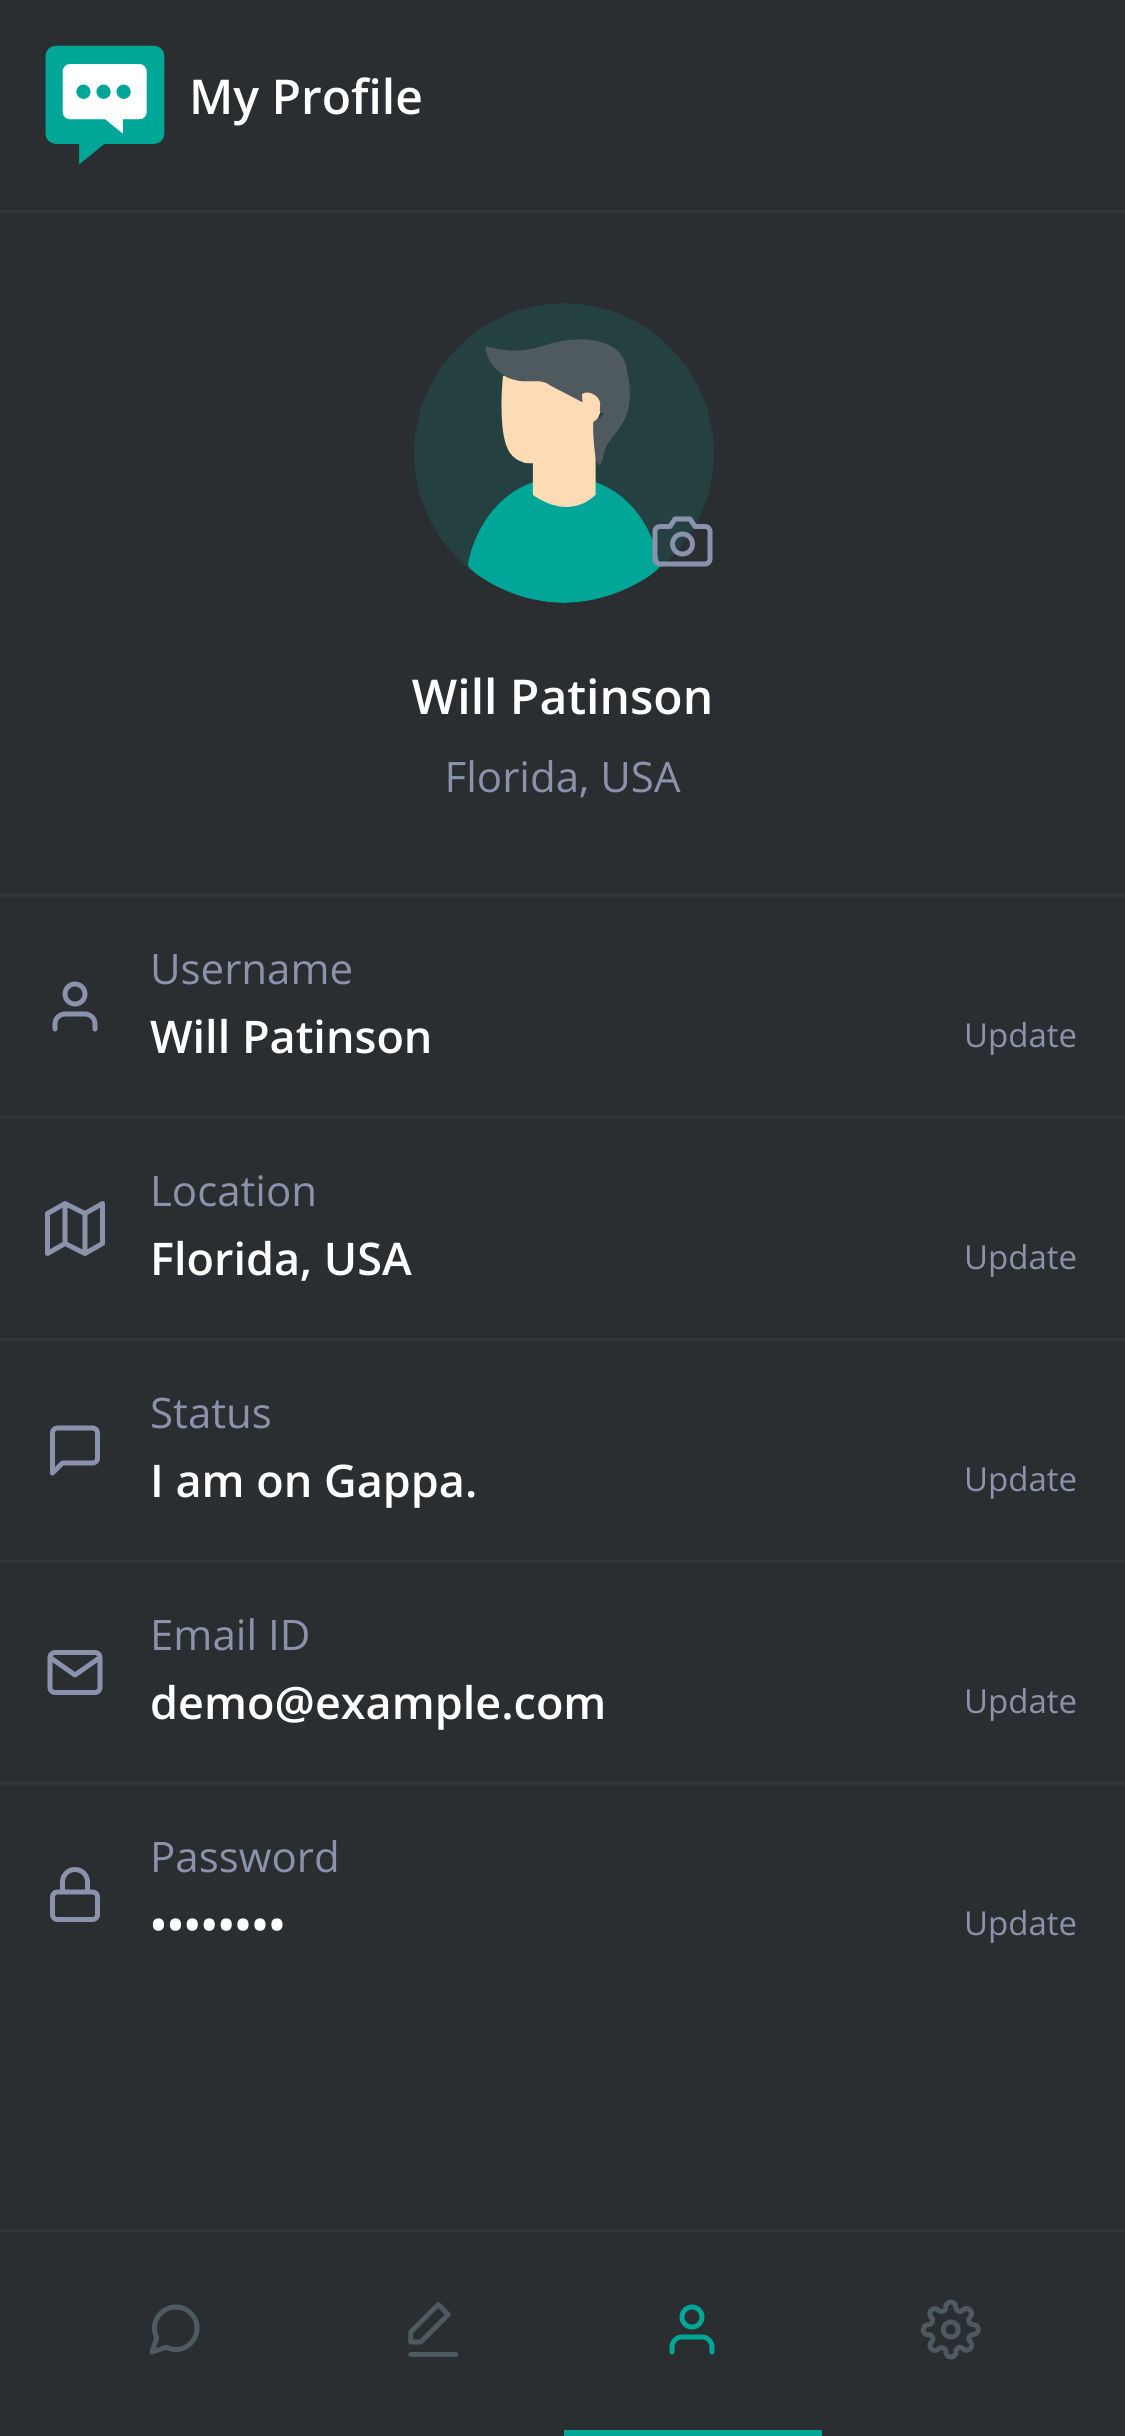 My Profile
Will Patinson
Florida, USA
Username
Will Patinson
Update
Location
Florida, USA
Update
Status
I am on Gappa.
Update
Email ID
demo@example.com
Update
Password
••••••••
Update